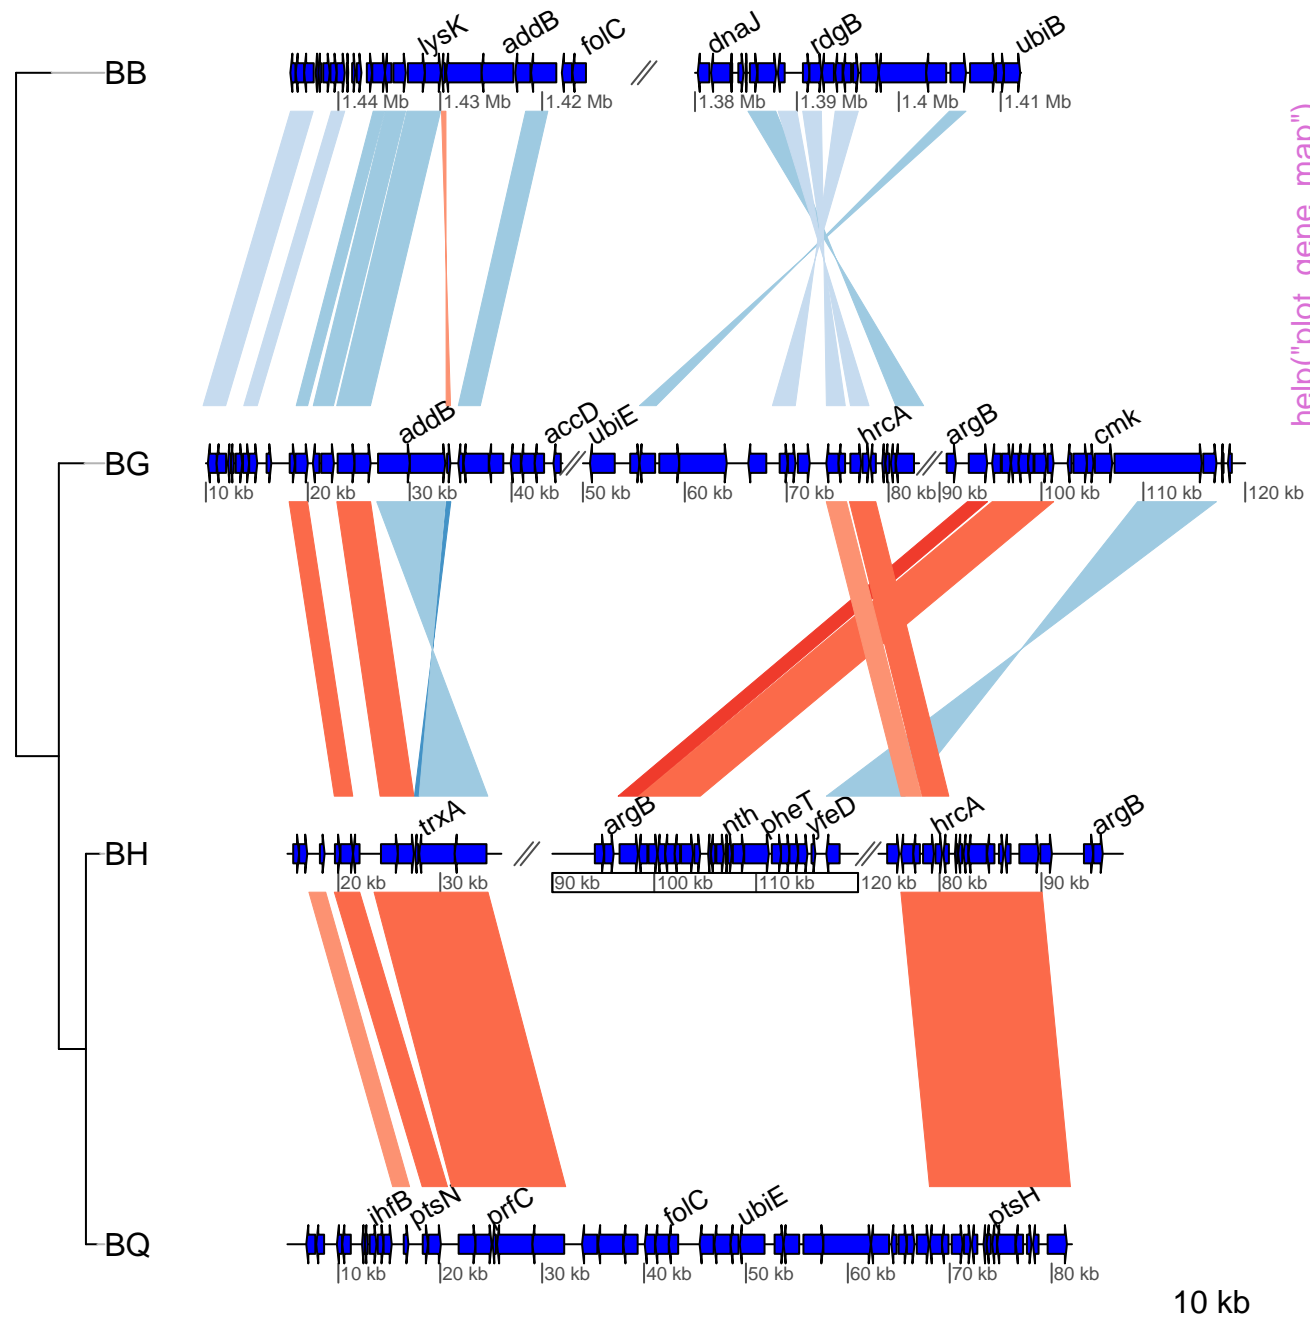 lysK addB folC dnaJ rdgB ubiB
BB
1.44 Mb 1.43 Mb 1.42 Mb 1.38 Mb 1.39 Mb 1.4 Mb 1.41 Mb
help("plot_gene_map")
addB accD ubiE hrcA argB cmk
BG
10 kb 20 kb 30 kb 40 kb 50 kb 60 kb 70 kb 80 kb 90 kb 100 kb 110 kb 120 kb
trxA argB nth pheT yfeD hrcA argB
BH
20 kb 30 kb 90 kb 100 kb 110 kb 120 kb 80 kb 90 kb
ihfB ptsN prfC folC ubiE ptsH
BQ
10 kb 20 kb 30 kb 40 kb 50 kb 60 kb 70 kb 80 kb
10 kb